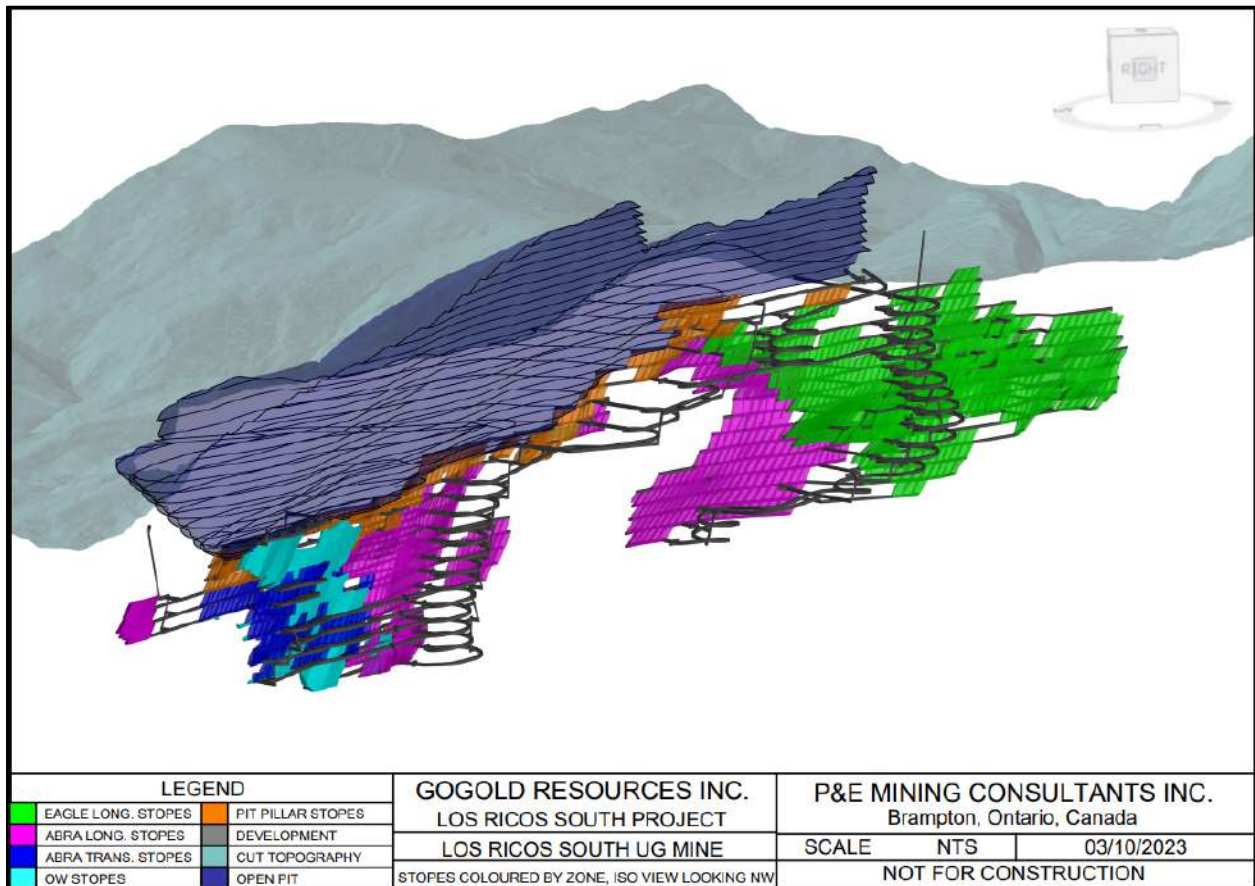 RIGHT
LEGEND
EAGLE LONG. STOPES PIT PILLAR STOPES
ABRA LONG. STOPES DEVELOPMENT
ABRA TRANS. STOPES CUT TOPOGRAPHY
OW STOPES OPEN PIT
GOGOLD RESOURCES INC.
LOS RICOS SOUTH PROJECT
LOS RICOS SOUTH UG MINE
STOPES COLOURED BY ZONE, ISO VIEW LOOKING NW
P&E MINING CONSULTANTS INC.
Brampton, Ontario, Canada
SCALE NTS 03/10/2023
NOT FOR CONSTRUCTION